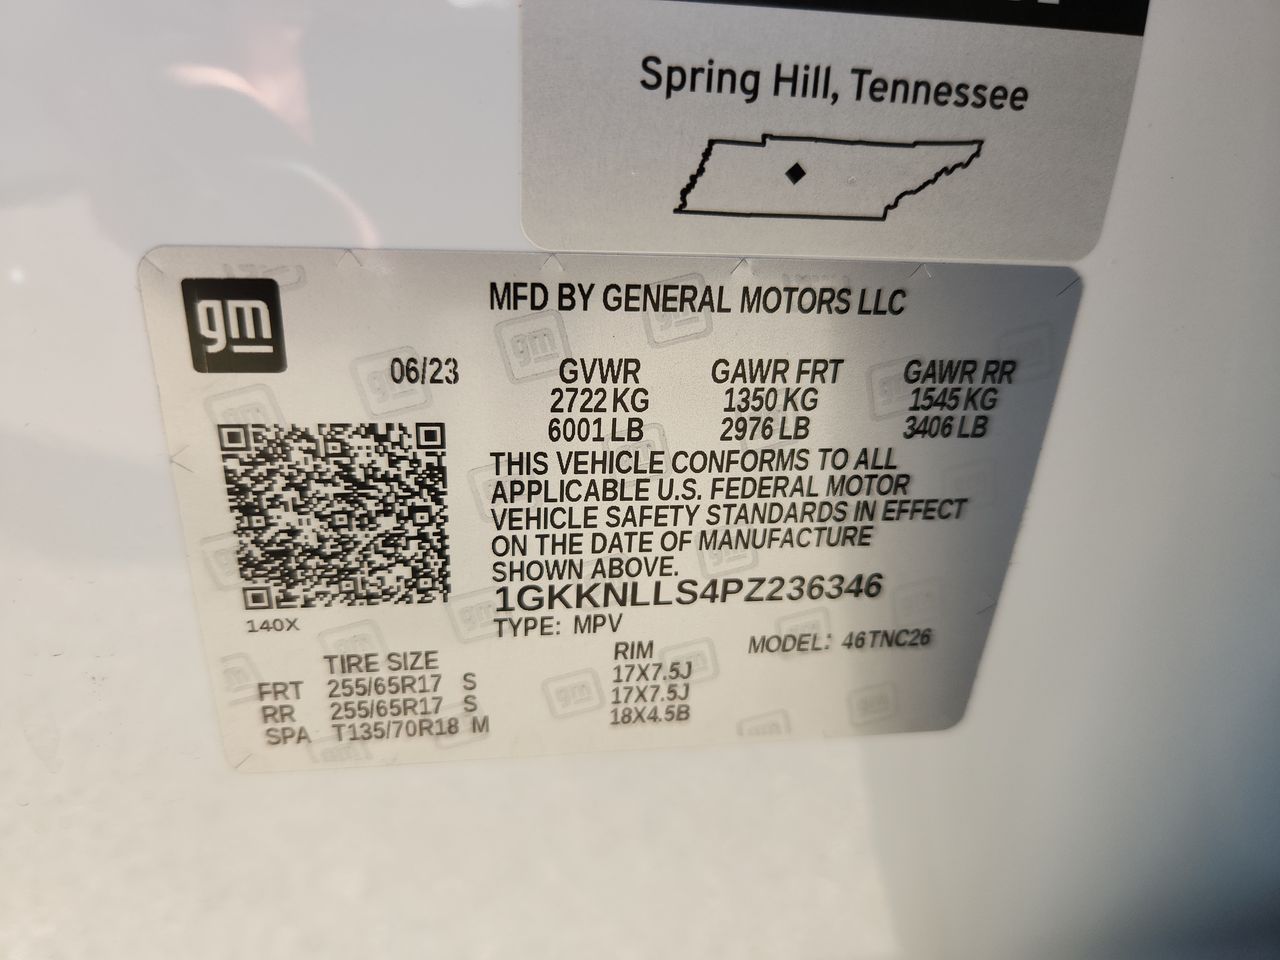 Spring Hill, Tennessee
gm
MFD BY GENERAL MOTORS LLC
06/23 GVWR GAWR FRT GAWR RR
2722 KG 1350 KG 1545 KG
6001 LB 2976 LB 3406 LB
THIS VEHICLE CONFORMS TO ALL
APPLICABLE U.S. FEDERAL MOTOR
VEHICLE SAFETY STANDARDS IN EFFECT
ON THE DATE OF MANUFACTURE
SHOWN ABOVE.
1GKKNLLS4PZ236346
140X
TYPE: MPV MODEL: 46TNC26
TIRE SIZE RIM
FRT 255/65R17 S 17X7.5J
RR 255/65R17 S 17X7.5J
SPA T135/70R18 M 18X4.5B